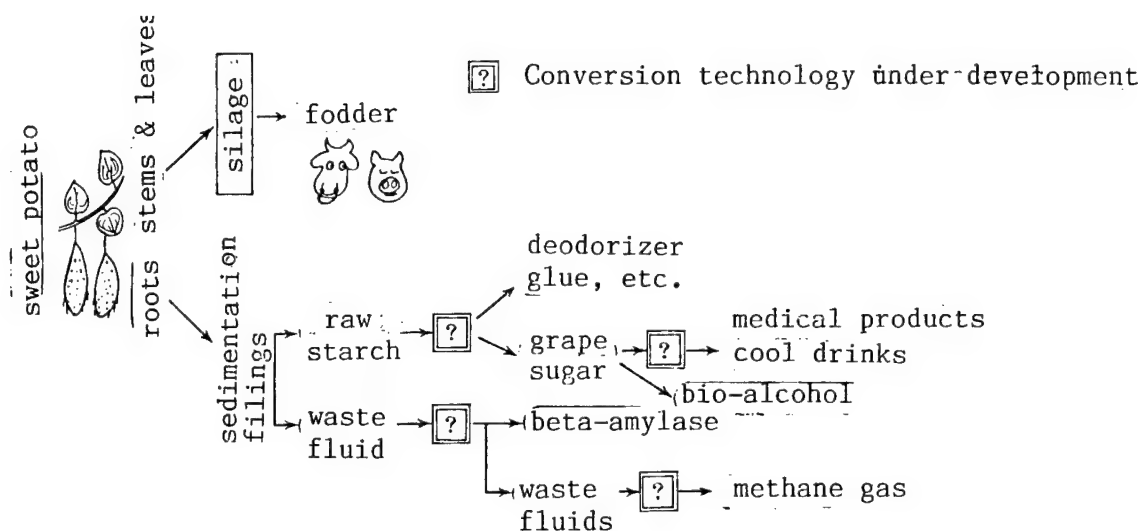 sweet potato
stems & leaves
roots
silage
fodder
? Conversion technology under development
sedimentation
filings
raw
starch
?
deodorizer
glue, etc.
grape
sugar
?
medical products
cool drinks
bio-alcohol
waste
fluid
?
beta-amylase
waste
fluids
?
methane gas